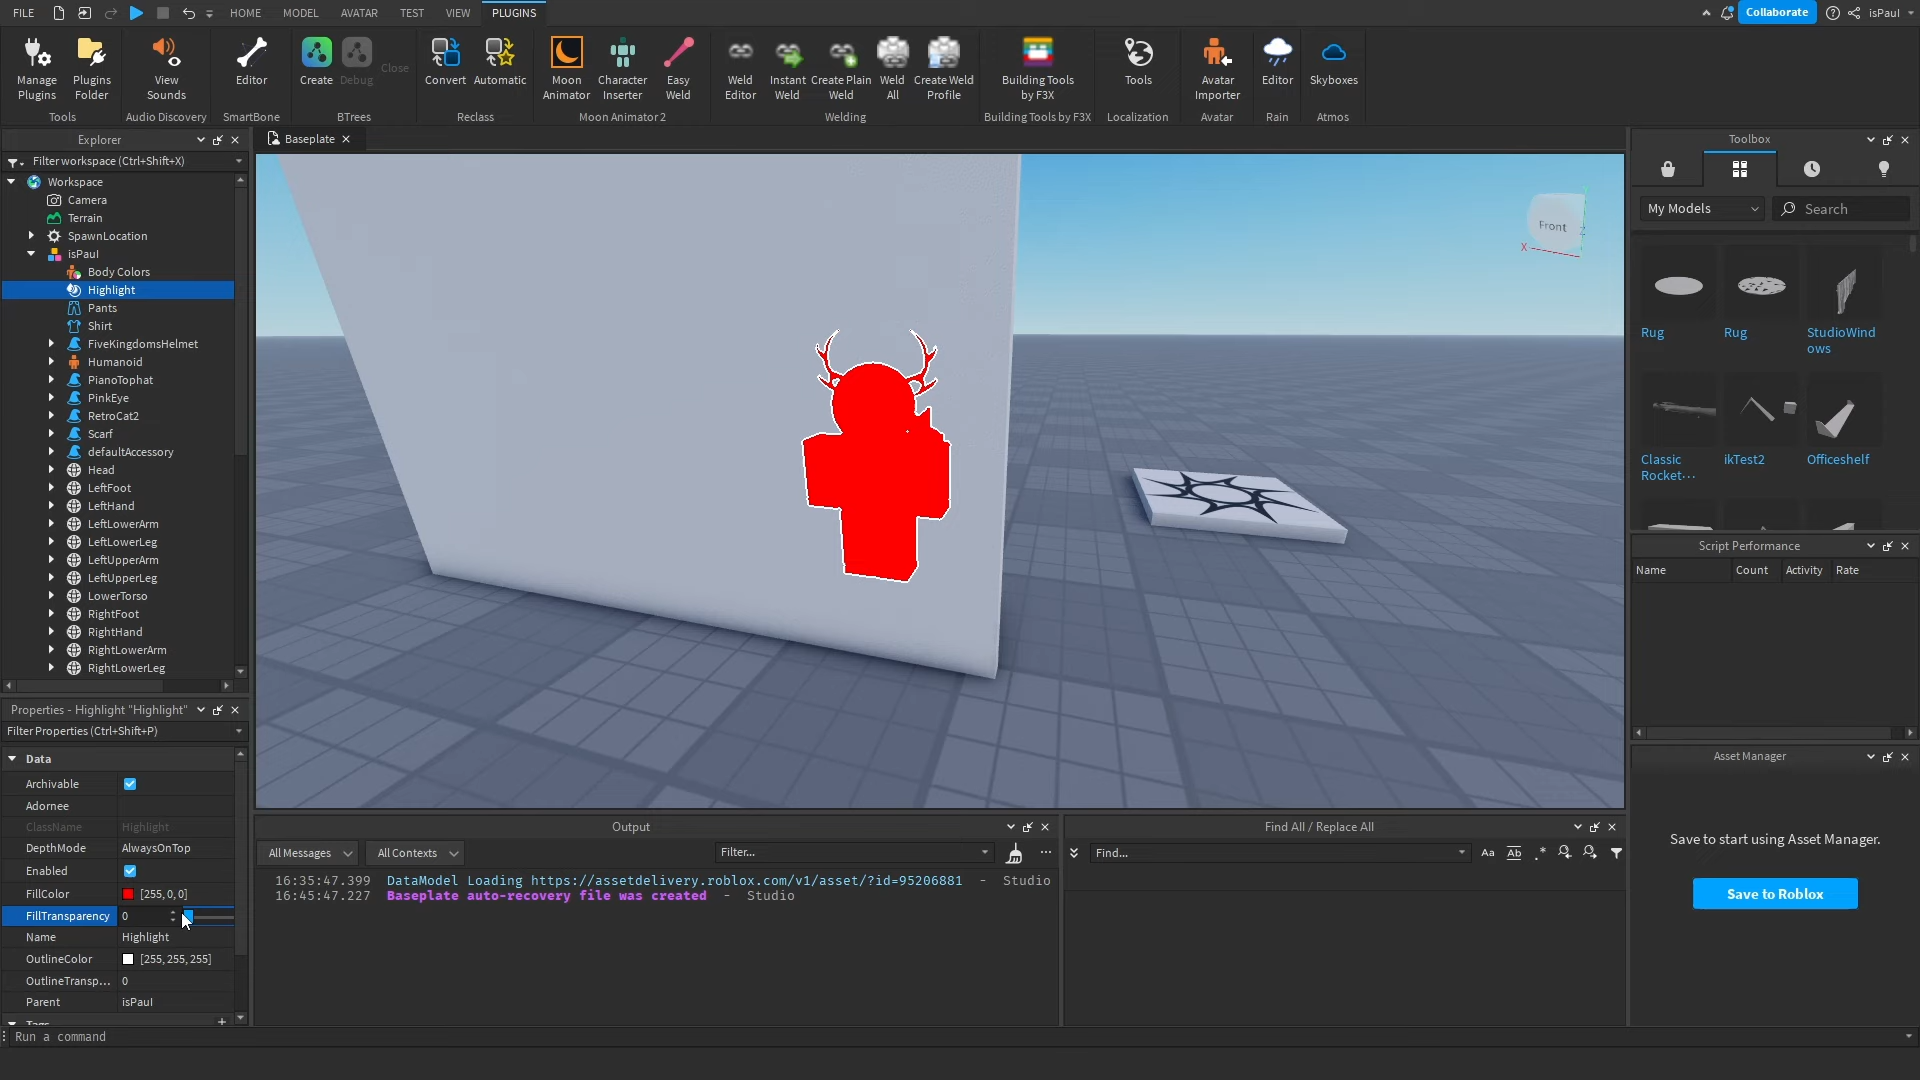 FILE HOME MODEL AVATAR TEST VIEW PLUGINS Collaborate isPaul
Manage Plugins
Plugins Folder
View Sounds
Editor
Create Debug Close
Convert Automatic
Moon Animator
Character Inserter
Easy Weld
Weld Editor
Instant Weld
Create Plain Weld
Weld All
Create Weld Profile
Building Tools by F3X
Tools
Avatar Importer
Editor
Skyboxes
Tools Audio Discovery SmartBone BTrees Reclass Moon Animator 2 Welding Building Tools by F3X Localization Avatar Rain Atmos
Explorer
Filter workspace (Ctrl+Shift+X)
Workspace
Camera
Terrain
SpawnLocation
isPaul
Body Colors
Highlight
Pants
Shirt
FiveKingdomsHelmet
Humanoid
PianoTophat
PinkEye
RetroCat2
Scarf
defaultAccessory
Head
LeftFoot
LeftHand
LeftLowerArm
LeftLowerLeg
LeftUpperArm
LeftUpperLeg
LowerTorso
RightFoot
RightHand
RightLowerArm
RightLowerLeg
Properties - Highlight "Highlight"
Filter Properties (Ctrl+Shift+P)
Data
Archivable
Adornee
ClassName Highlight
DepthMode AlwaysOnTop
Enabled
FillColor [255, 0, 0]
FillTransparency 0
Name Highlight
OutlineColor [255, 255, 255]
OutlineTransp... 0
Parent isPaul
Tags
Run a command
Baseplate
Front
X
Z
Output
All Messages All Contexts Filter...
16:35:47.399 DataModel Loading https://assetdelivery.roblox.com/v1/asset/?id=95206881 - Studio
16:45:47.227 Baseplate auto-recovery file was created - Studio
Find All / Replace All
Find... Aa Ab .*
Toolbox
My Models Search
Rug Rug StudioWind
ows
Classic ikTest2 Officeshelf
Rocket...
Script Performance
Name Count Activity Rate
Asset Manager
Save to start using Asset Manager.
Save to Roblox